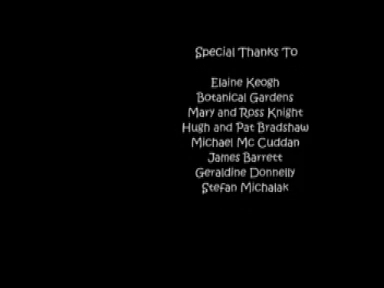 Special Thanks To
Elaine Keogh
Botanical Gardens
Mary and Ross Knight
Hugh and Pat Bradshaw
Michael Mc Cuddan
James Barrett
Geraldine Donnelly
Stefan Michalak